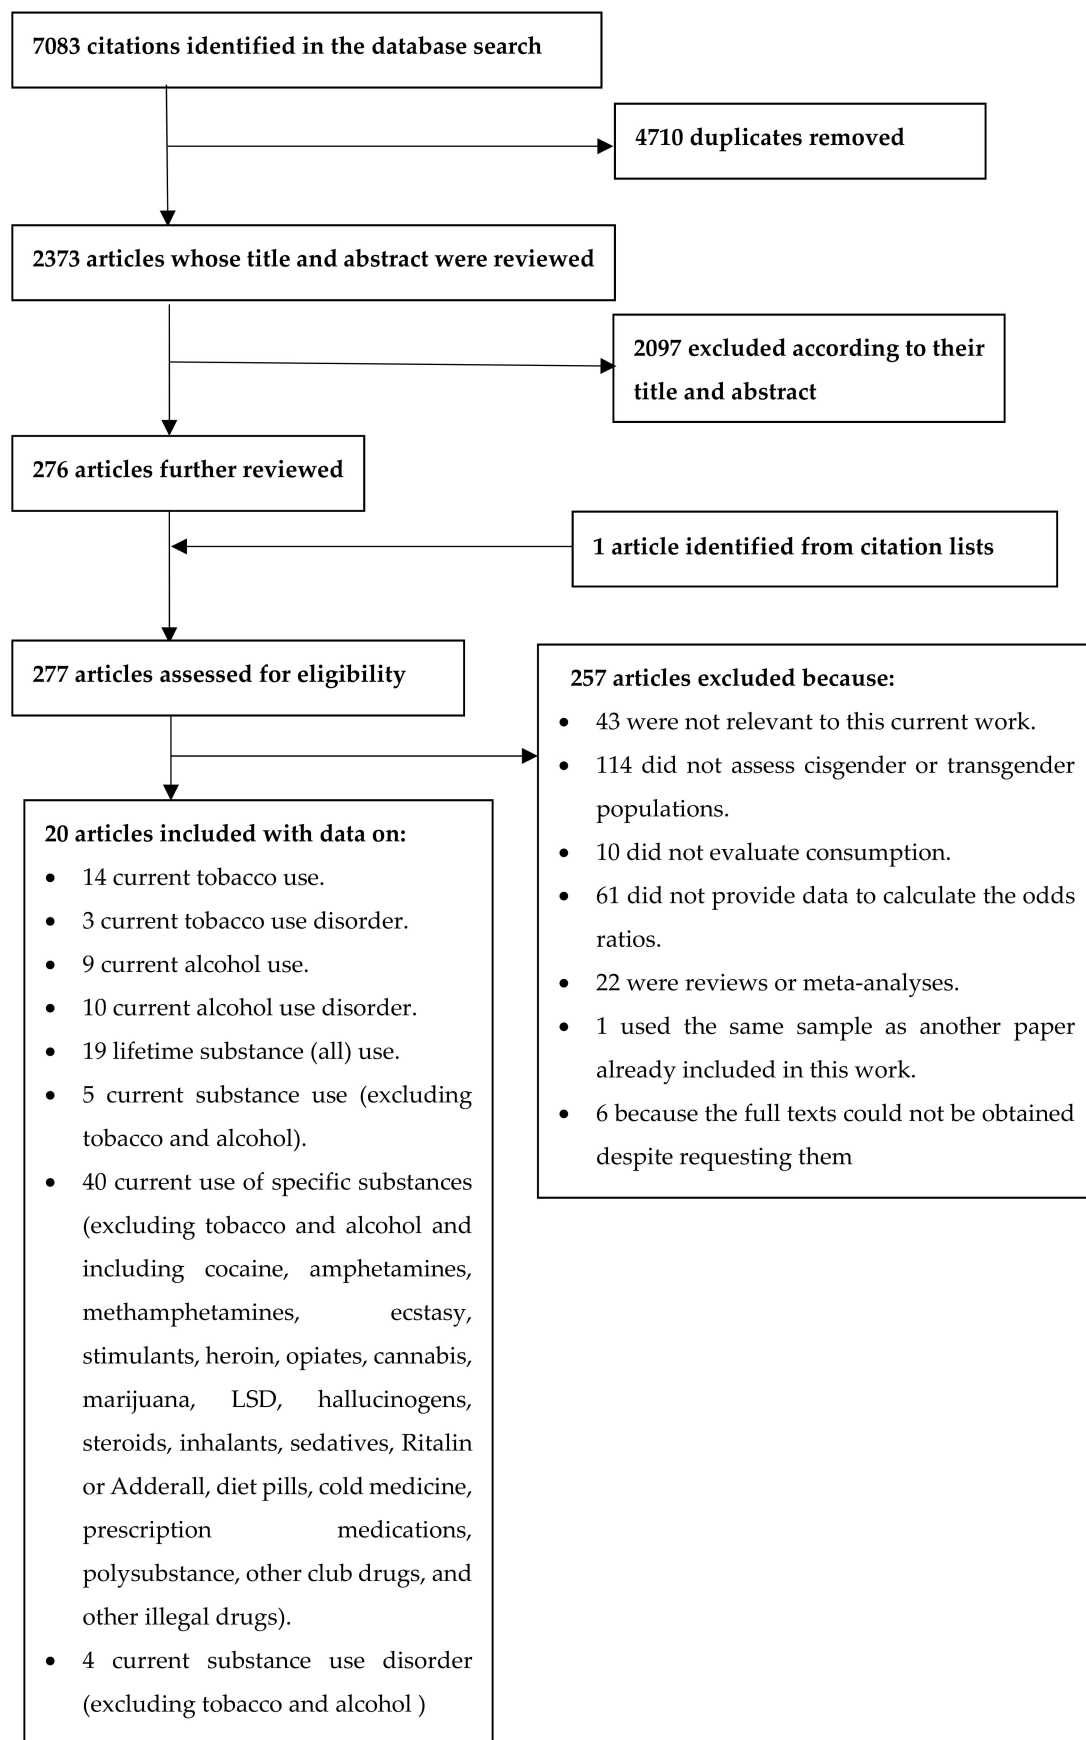 7083 citations identified in the database search
4710 duplicates removed
2373 articles whose title and abstract were reviewed
2097 excluded according to their
title and abstract
276 articles further reviewed
1 article identified from citation lists
277 articles assessed for eligibility
257 articles excluded because:
• 43 were not relevant to this current work.
• 114 did not assess cisgender or transgender
populations.
• 10 did not evaluate consumption.
• 61 did not provide data to calculate the odds
ratios.
• 22 were reviews or meta-analyses.
• 1 used the same sample as another paper
already included in this work.
• 6 because the full texts could not be obtained
despite requesting them
20 articles included with data on:
• 14 current tobacco use.
• 3 current tobacco use disorder.
• 9 current alcohol use.
• 10 current alcohol use disorder.
• 19 lifetime substance (all) use.
• 5 current substance use (excluding
tobacco and alcohol).
• 40 current use of specific substances
(excluding tobacco and alcohol and
including cocaine, amphetamines,
methamphetamines, ecstasy,
stimulants, heroin, opiates, cannabis,
marijuana, LSD, hallucinogens,
steroids, inhalants, sedatives, Ritalin
or Adderall, diet pills, cold medicine,
prescription medications,
polysubstance, other club drugs, and
other illegal drugs).
• 4 current substance use disorder
(excluding tobacco and alcohol )